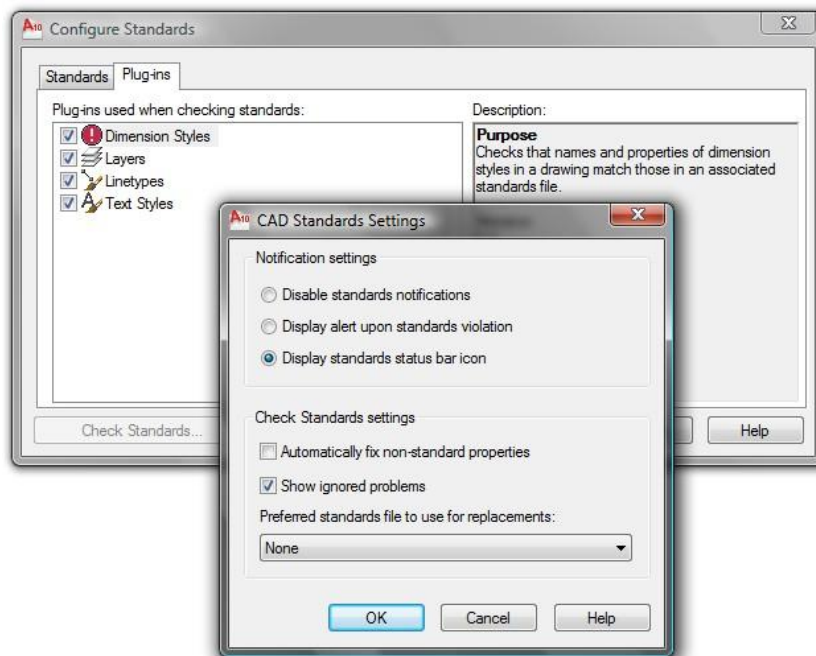 A10 Configure Standards
Standards
Plug-ins
Plug-ins used when checking standards:
Dimension Styles
Layers
Linetypes
Text Styles
Description:
Purpose
Checks that names and properties of dimension
styles in a drawing match those in an associated
standards file.
Check Standards...
Help
A10 CAD Standards Settings
Notification settings
Disable standards notifications
Display alert upon standards violation
Display standards status bar icon
Check Standards settings
Automatically fix non-standard properties
Show ignored problems
Preferred standards file to use for replacements:
None
OK
Cancel
Help